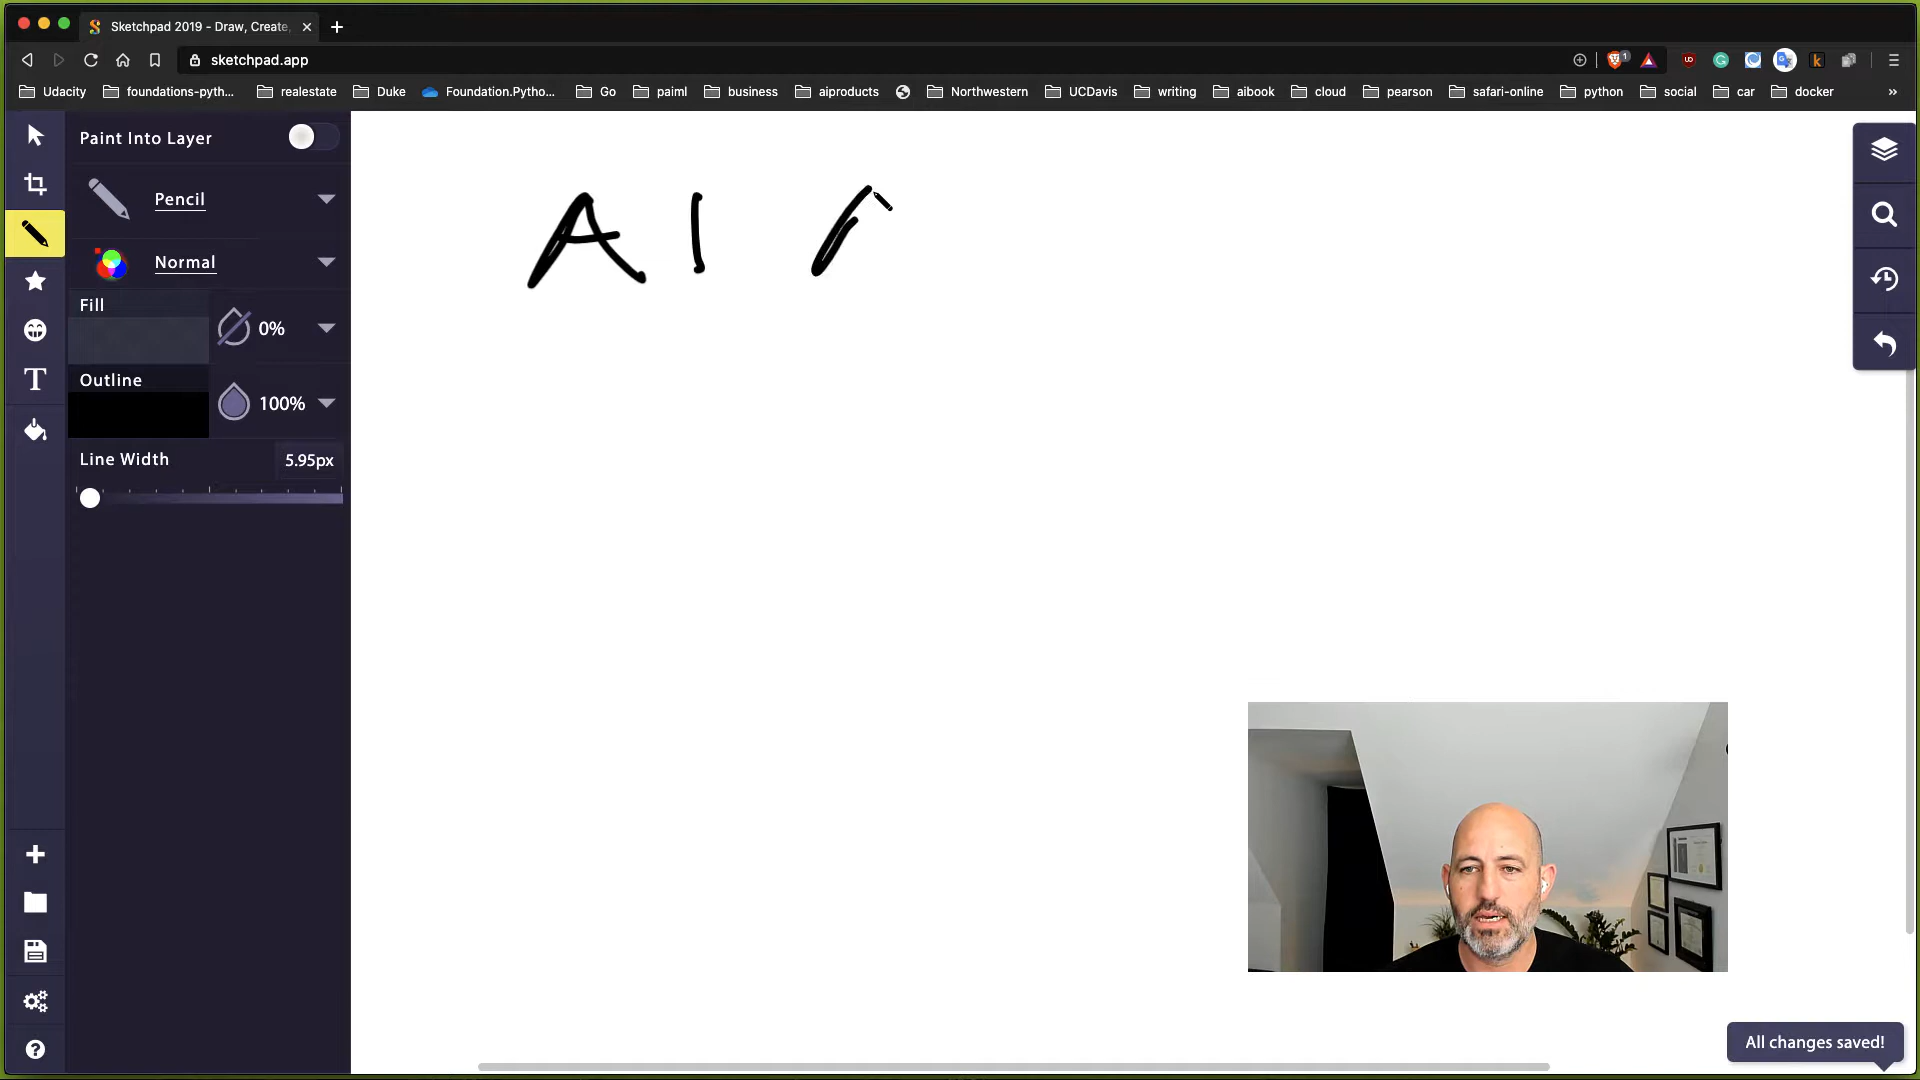 Sketchpad 2019 - Draw, Create,
sketchpad.app
1
Udacity foundations-pyth... realestate Duke Foundation.Pytho... Go paiml business aiproducts Northwestern UCDavis writing aibook cloud pearson safari-online python social car docker »
Paint Into Layer
Pencil
Normal
Fill
0%
Outline
100%
Line Width 5.95px
T
AI
All changes saved!